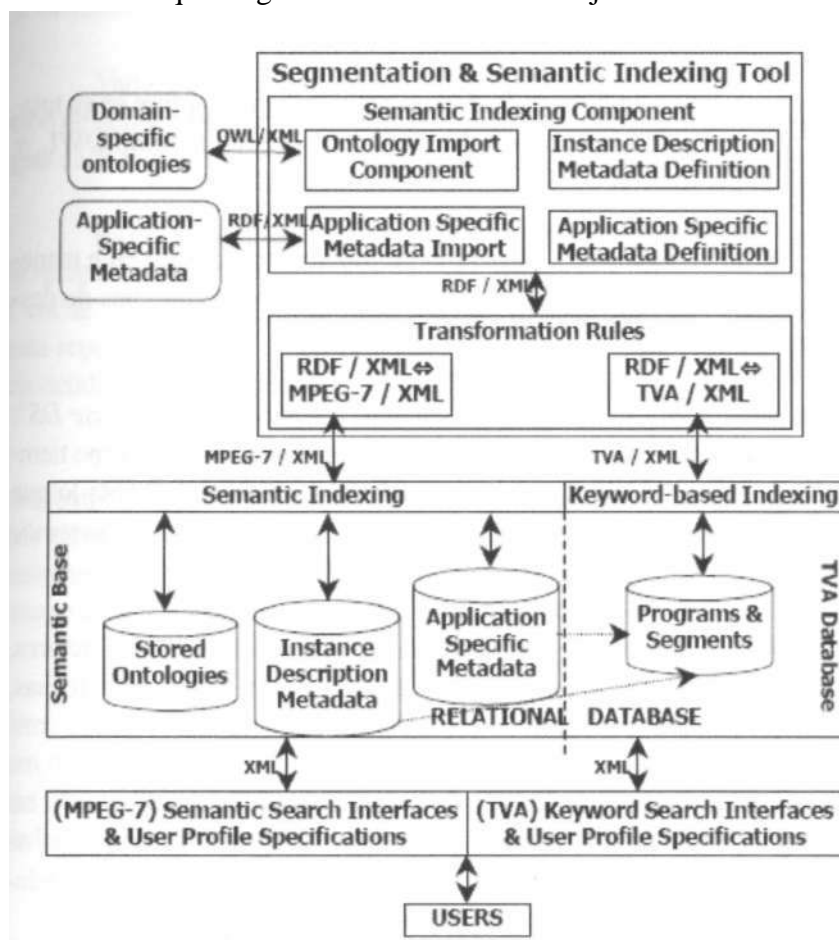 Segmentation & Semantic Indexing Tool
Semantic Indexing Component
Domain-
specific
ontologies
OWL/XML
Ontology Import
Component
Instance Description
Metadata Definition
Application-
Specific
Metadata
RDF/XML
Application Specific
Metadata Import
Application Specific
Metadata Definition
RDF / XML
Transformation Rules
RDF / XML⇔
MPEG-7 / XML
RDF / XML⇔
TVA / XML
MPEG-7 / XML
TVA / XML
Semantic Indexing
Keyword-based Indexing
Semantic Base
TVA Database
Stored
Ontologies
Instance
Description
Metadata
Application
Specific
Metadata
Programs &
Segments
RELATIONAL DATABASE
XML
XML
(MPEG-7) Semantic Search Interfaces
& User Profile Specifications
(TVA) Keyword Search Interfaces
& User Profile Specifications
USERS